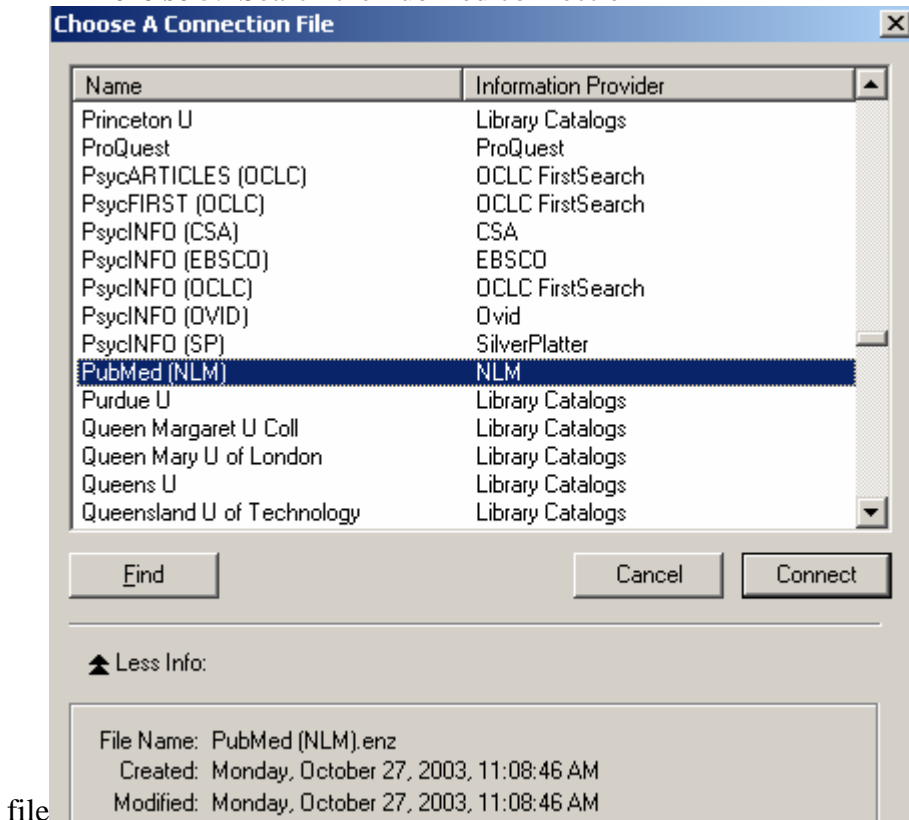 Choose A Connection File
Name Information Provider
Princeton U Library Catalogs
ProQuest ProQuest
PsycARTICLES (OCLC) OCLC FirstSearch
PsycFIRST (OCLC) OCLC FirstSearch
PsycINFO (CSA) CSA
PsycINFO (EBSCO) EBSCO
PsycINFO (OCLC) OCLC FirstSearch
PsycINFO (OVID) Ovid
PsycINFO (SP) SilverPlatter
PubMed (NLM) NLM
Purdue U Library Catalogs
Queen Margaret U Coll Library Catalogs
Queen Mary U of London Library Catalogs
Queens U Library Catalogs
Queensland U of Technology Library Catalogs
Find Cancel Connect
Less Info:
File Name: PubMed (NLM).enz
Created: Monday, October 27, 2003, 11:08:46 AM
Modified: Monday, October 27, 2003, 11:08:46 AM
file